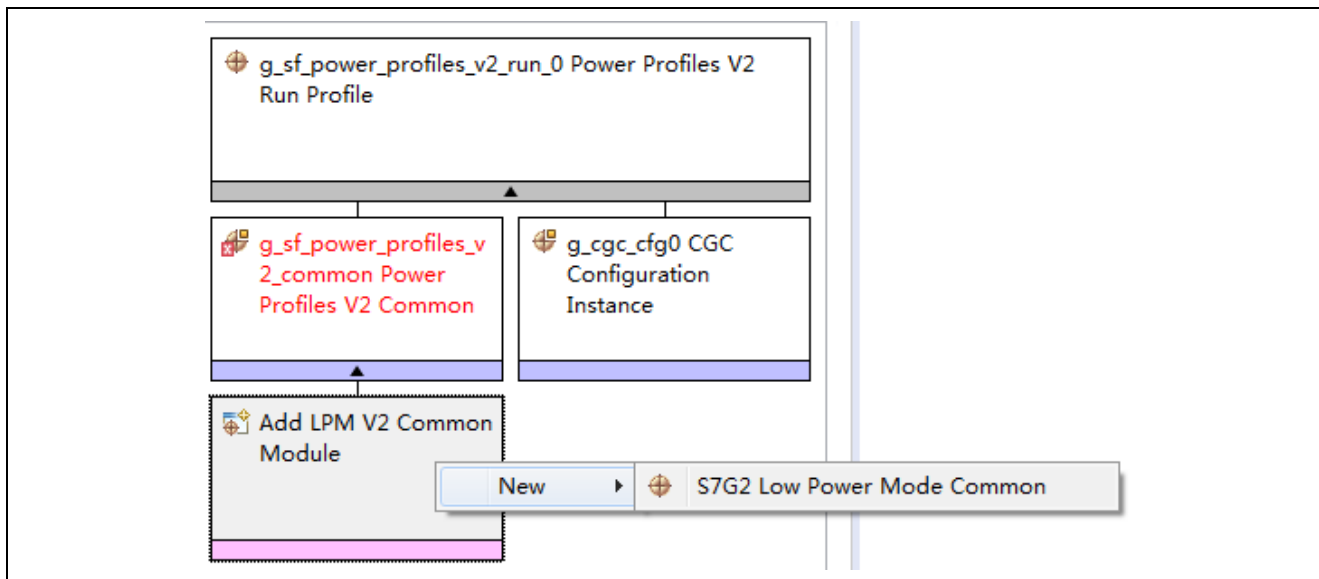 g_sf_power_profiles_v2_run_0 Power Profiles V2
Run Profile
g_sf_power_profiles_v
2_common Power
Profiles V2 Common
g_cgc_cfg0 CGC
Configuration
Instance
Add LPM V2 Common
Module
New
S7G2 Low Power Mode Common